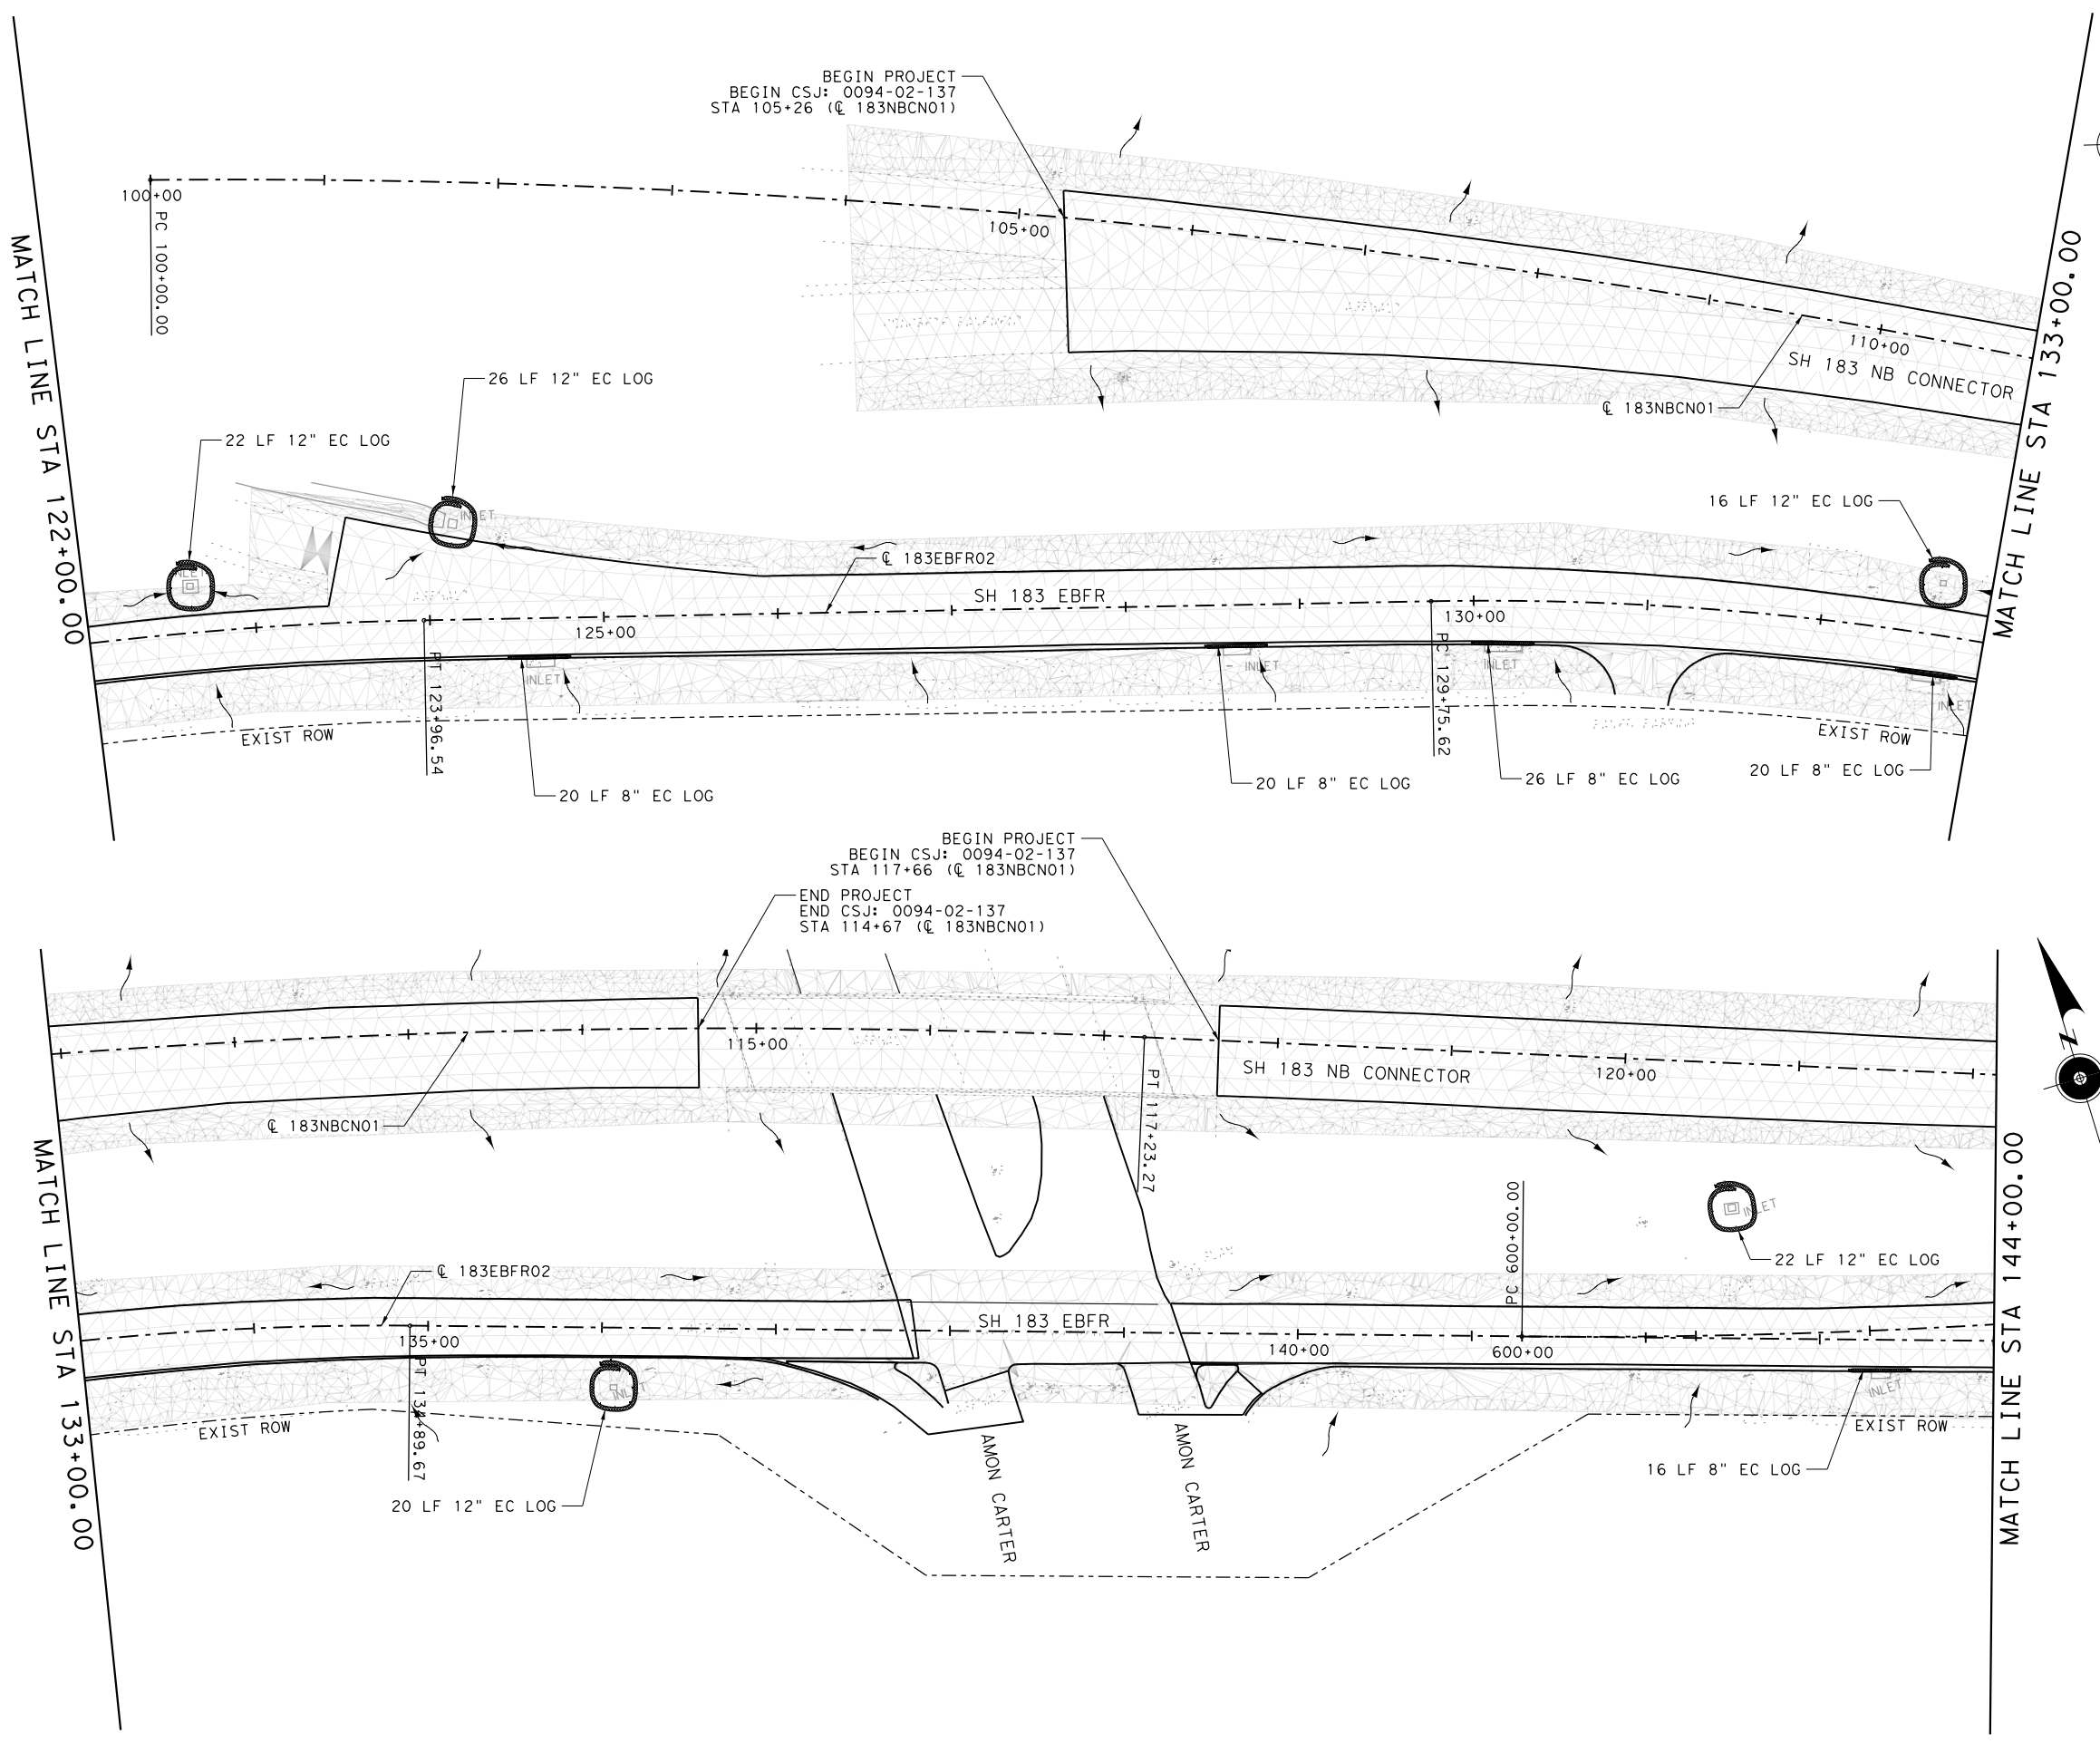 BEGIN PROJECT
BEGIN CSJ: 0094-02-137
STA 105+26 (℄ 183NBCN01)
100+00
PC 100+00.00
105+00
110+00
SH 183 NB CONNECTOR
℄ 183NBCN01
MATCH LINE STA 122+00.00
MATCH LINE STA 133+00.00
26 LF 12" EC LOG
22 LF 12" EC LOG
16 LF 12" EC LOG
INLET
INLET
℄ 183EBFR02
SH 183 EBFR
125+00
130+00
PT 123+96.54
PC 129+75.62
INLET
INLET
INLET
INLET
EXIST ROW
EXIST ROW
20 LF 8" EC LOG
20 LF 8" EC LOG
26 LF 8" EC LOG
20 LF 8" EC LOG
BEGIN PROJECT
BEGIN CSJ: 0094-02-137
STA 117+66 (℄ 183NBCN01)
END PROJECT
END CSJ: 0094-02-137
STA 114+67 (℄ 183NBCN01)
115+00
SH 183 NB CONNECTOR
120+00
℄ 183NBCN01
PT 117+23.27
MATCH LINE STA 133+00.00
MATCH LINE STA 144+00.00
N
PC 600+00.00
INLET
22 LF 12" EC LOG
℄ 183EBFR02
SH 183 EBFR
135+00
140+00
600+00
PT 134+89.67
INLET
INLET
EXIST ROW
EXIST ROW
AMON CARTER
AMON CARTER
16 LF 8" EC LOG
20 LF 12" EC LOG